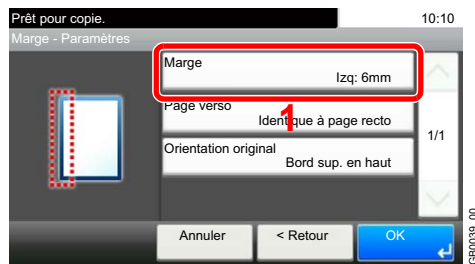 Prêt pour copie.
10:10
Marge - Paramètres
Marge
Izq: 6mm
Page verso
Identique à page recto
1
1/1
Orientation original
Bord sup. en haut
Annuler
< Retour
OK
GB0039_00